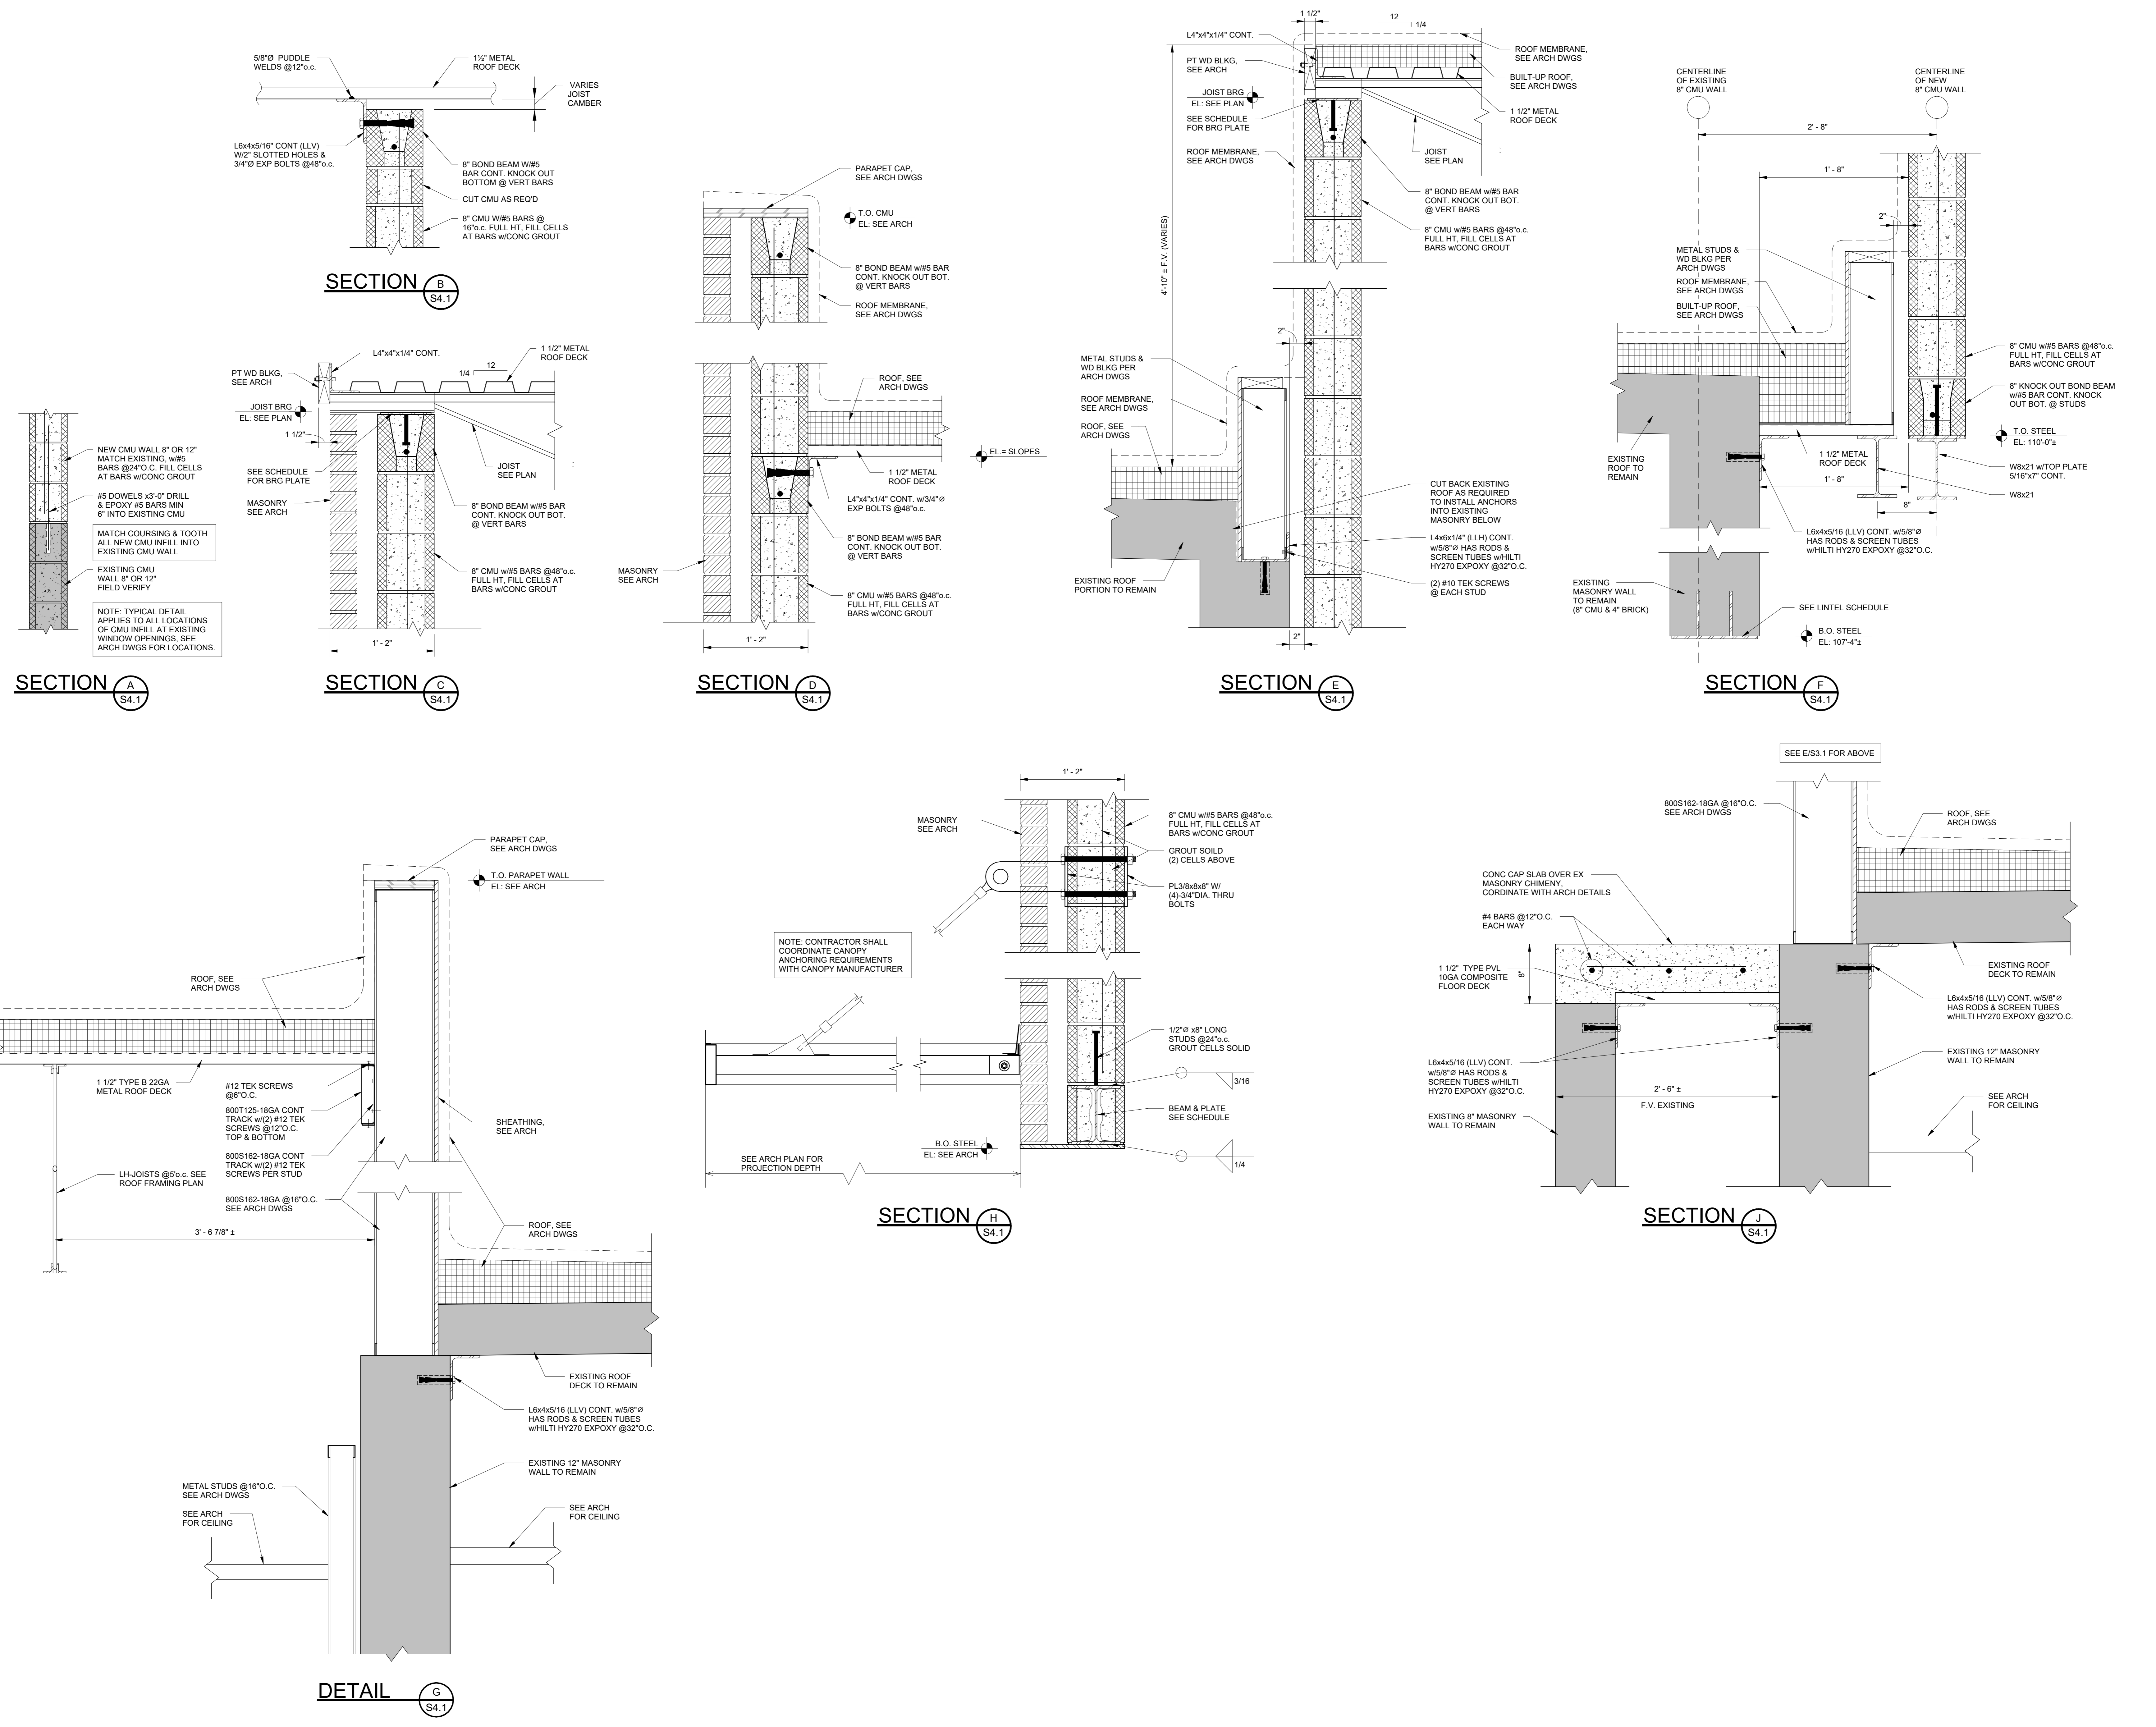 5/8"Ø PUDDLE
WELDS @12"o.c.
1½" METAL
ROOF DECK
VARIES
JOIST
CAMBER
L6x4x5/16" CONT (LLV)
W/2" SLOTTED HOLES &
3/4"Ø EXP BOLTS @48"o.c.
8" BOND BEAM W/#5
BAR CONT. KNOCK OUT
BOTTOM @ VERT BARS
CUT CMU AS REQ'D
8" CMU W/#5 BARS @
16"o.c. FULL HT, FILL CELLS
AT BARS w/CONC GROUT
SECTION
B
S4.1
NEW CMU WALL 8" OR 12"
MATCH EXISTING, w/#5
BARS @24"O.C. FILL CELLS
AT BARS w/CONC GROUT
#5 DOWELS x3'-0" DRILL
& EPOXY #5 BARS MIN
6" INTO EXISTING CMU
MATCH COURSING & TOOTH
ALL NEW CMU INFILL INTO
EXISTING CMU WALL
EXISTING CMU
WALL 8" OR 12"
FIELD VERIFY
NOTE: TYPICAL DETAIL
APPLIES TO ALL LOCATIONS
OF CMU INFILL AT EXISTING
WINDOW OPENINGS, SEE
ARCH DWGS FOR LOCATIONS.
SECTION
A
S4.1
L4"x4"x1/4" CONT.
12
1/4
1 1/2" METAL
ROOF DECK
PT WD BLKG,
SEE ARCH
JOIST BRG
EL: SEE PLAN
1 1/2"
SEE SCHEDULE
FOR BRG PLATE
MASONRY
SEE ARCH
JOIST
SEE PLAN
8" BOND BEAM w/#5 BAR
CONT. KNOCK OUT BOT.
@ VERT BARS
8" CMU w/#5 BARS @48"o.c.
FULL HT, FILL CELLS AT
BARS w/CONC GROUT
1' - 2"
SECTION
C
S4.1
PARAPET CAP,
SEE ARCH DWGS
T.O. CMU
EL: SEE ARCH
8" BOND BEAM w/#5 BAR
CONT. KNOCK OUT BOT.
@ VERT BARS
ROOF MEMBRANE,
SEE ARCH DWGS
ROOF, SEE
ARCH DWGS
EL.= SLOPES
1 1/2" METAL
ROOF DECK
L4"x4"x1/4" CONT. w/3/4"Ø
EXP BOLTS @48"o.c.
8" BOND BEAM w/#5 BAR
CONT. KNOCK OUT BOT.
@ VERT BARS
MASONRY
SEE ARCH
8" CMU w/#5 BARS @48"o.c.
FULL HT, FILL CELLS AT
BARS w/CONC GROUT
1' - 2"
SECTION
D
S4.1
1 1/2"
12
1/4
L4"x4"x1/4" CONT.
PT WD BLKG,
SEE ARCH
ROOF MEMBRANE,
SEE ARCH DWGS
BUILT-UP ROOF,
SEE ARCH DWGS
1 1/2" METAL
ROOF DECK
JOIST BRG
EL: SEE PLAN
SEE SCHEDULE
FOR BRG PLATE
ROOF MEMBRANE,
SEE ARCH DWGS
JOIST
SEE PLAN
8" BOND BEAM w/#5 BAR
CONT. KNOCK OUT BOT.
@ VERT BARS
8" CMU w/#5 BARS @48"o.c.
FULL HT, FILL CELLS AT
BARS w/CONC GROUT
4'-10" ± F.V. (VARIES)
2"
METAL STUDS &
WD BLKG PER
ARCH DWGS
ROOF MEMBRANE,
SEE ARCH DWGS
ROOF, SEE
ARCH DWGS
EXISTING ROOF
PORTION TO REMAIN
CUT BACK EXISTING
ROOF AS REQUIRED
TO INSTALL ANCHORS
INTO EXISTING
MASONRY BELOW
L4x6x1/4" (LLH) CONT.
w/5/8"Ø HAS RODS &
SCREEN TUBES w/HILTI
HY270 EXPOXY @32"O.C.
(2) #10 TEK SCREWS
@ EACH STUD
2"
SECTION
E
S4.1
CENTERLINE
OF EXISTING
8" CMU WALL
CENTERLINE
OF NEW
8" CMU WALL
2' - 8"
1' - 8"
2"
METAL STUDS &
WD BLKG PER
ARCH DWGS
ROOF MEMBRANE,
SEE ARCH DWGS
BUILT-UP ROOF,
SEE ARCH DWGS
8" CMU w/#5 BARS @48"o.c.
FULL HT, FILL CELLS AT
BARS w/CONC GROUT
8" KNOCK OUT BOND BEAM
w/#5 BAR CONT. KNOCK
OUT BOT. @ STUDS
T.O. STEEL
EL: 110'-0"±
EXISTING
ROOF TO
REMAIN
1 1/2" METAL
ROOF DECK
1' - 8"
8"
W8x21 w/TOP PLATE
5/16"x7" CONT.
W8x21
L6x4x5/16 (LLV) CONT. w/5/8"Ø
HAS RODS & SCREEN TUBES
w/HILTI HY270 EXPOXY @32"O.C.
EXISTING
MASONRY WALL
TO REMAIN
(8" CMU & 4" BRICK)
SEE LINTEL SCHEDULE
B.O. STEEL
EL: 107'-4"±
SECTION
F
S4.1
PARAPET CAP,
SEE ARCH DWGS
T.O. PARAPET WALL
EL: SEE ARCH
ROOF, SEE
ARCH DWGS
1 1/2" TYPE B 22GA
METAL ROOF DECK
#12 TEK SCREWS
@6"O.C.
800T125-18GA CONT
TRACK w/(2) #12 TEK
SCREWS @12"O.C.
TOP & BOTTOM
800S162-18GA CONT
TRACK w/(2) #12 TEK
SCREWS PER STUD
LH-JOISTS @5'o.c. SEE
ROOF FRAMING PLAN
800S162-18GA @16"O.C.
SEE ARCH DWGS
SHEATHING,
SEE ARCH
3' - 6 7/8" ±
ROOF, SEE
ARCH DWGS
EXISTING ROOF
DECK TO REMAIN
L6x4x5/16 (LLV) CONT. w/5/8"Ø
HAS RODS & SCREEN TUBES
w/HILTI HY270 EXPOXY @32"O.C.
EXISTING 12" MASONRY
WALL TO REMAIN
METAL STUDS @16"O.C.
SEE ARCH DWGS
SEE ARCH
FOR CEILING
SEE ARCH
FOR CEILING
DETAIL
G
S4.1
1' - 2"
MASONRY
SEE ARCH
8" CMU w/#5 BARS @48"o.c.
FULL HT, FILL CELLS AT
BARS w/CONC GROUT
GROUT SOILD
(2) CELLS ABOVE
PL3/8x8x8" W/
(4)-3/4"DIA. THRU
BOLTS
NOTE: CONTRACTOR SHALL
COORDINATE CANOPY
ANCHORING REQUIREMENTS
WITH CANOPY MANUFACTURER
1/2"Ø x8" LONG
STUDS @24"o.c.
GROUT CELLS SOLID
3/16
BEAM & PLATE
SEE SCHEDULE
B.O. STEEL
EL: SEE ARCH
1/4
SEE ARCH PLAN FOR
PROJECTION DEPTH
SECTION
H
S4.1
SEE E/S3.1 FOR ABOVE
800S162-18GA @16"O.C.
SEE ARCH DWGS
ROOF, SEE
ARCH DWGS
CONC CAP SLAB OVER EX
MASONRY CHIMENY,
CORDINATE WITH ARCH DETAILS
#4 BARS @12"O.C.
EACH WAY
1 1/2" TYPE PVL
10GA COMPOSITE
FLOOR DECK
8"
EXISTING ROOF
DECK TO REMAIN
L6x4x5/16 (LLV) CONT. w/5/8"Ø
HAS RODS & SCREEN TUBES
w/HILTI HY270 EXPOXY @32"O.C.
L6x4x5/16 (LLV) CONT.
w/5/8"Ø HAS RODS &
SCREEN TUBES w/HILTI
HY270 EXPOXY @32"O.C.
EXISTING 12" MASONRY
WALL TO REMAIN
2' - 6" ±
F.V. EXISTING
EXISTING 8" MASONRY
WALL TO REMAIN
SEE ARCH
FOR CEILING
SECTION
J
S4.1